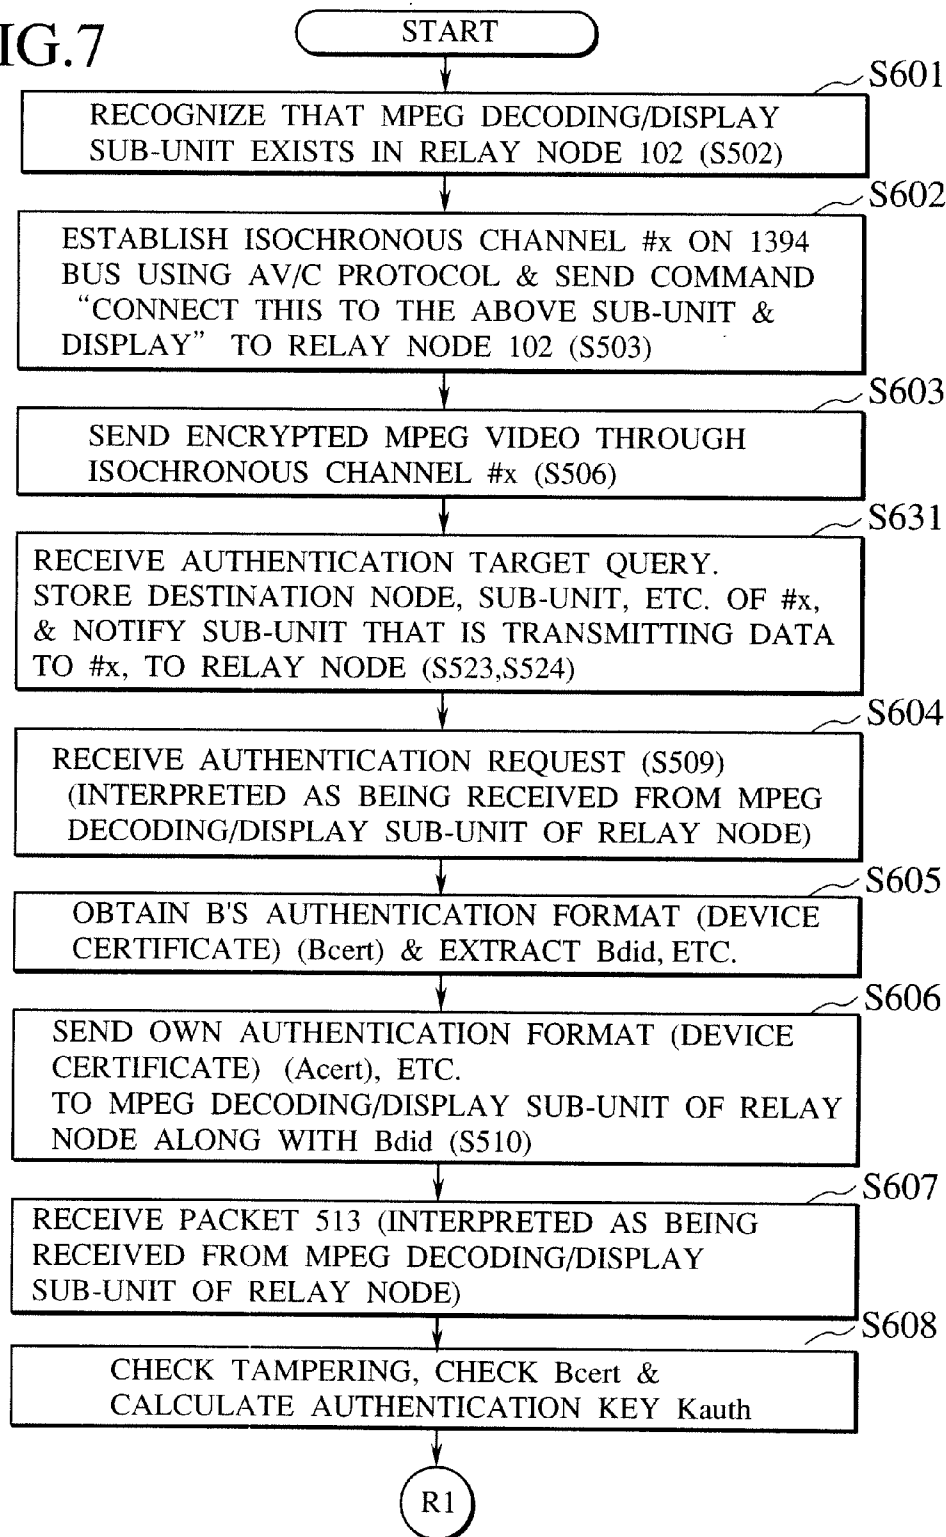 IG.7
START
S601
RECOGNIZE THAT MPEG DECODING/DISPLAY
SUB-UNIT EXISTS IN RELAY NODE 102 (S502)
S602
ESTABLISH ISOCHRONOUS CHANNEL #x ON 1394
BUS USING AV/C PROTOCOL & SEND COMMAND
“CONNECT THIS TO THE ABOVE SUB-UNIT &
DISPLAY” TO RELAY NODE 102 (S503)
S603
SEND ENCRYPTED MPEG VIDEO THROUGH
ISOCHRONOUS CHANNEL #x (S506)
S631
RECEIVE AUTHENTICATION TARGET QUERY.
STORE DESTINATION NODE, SUB-UNIT, ETC. OF #x,
& NOTIFY SUB-UNIT THAT IS TRANSMITTING DATA
TO #x, TO RELAY NODE (S523,S524)
S604
RECEIVE AUTHENTICATION REQUEST (S509)
(INTERPRETED AS BEING RECEIVED FROM MPEG
DECODING/DISPLAY SUB-UNIT OF RELAY NODE)
S605
OBTAIN B'S AUTHENTICATION FORMAT (DEVICE
CERTIFICATE) (Bcert) & EXTRACT Bdid, ETC.
S606
SEND OWN AUTHENTICATION FORMAT (DEVICE
CERTIFICATE) (Acert), ETC.
TO MPEG DECODING/DISPLAY SUB-UNIT OF RELAY
NODE ALONG WITH Bdid (S510)
S607
RECEIVE PACKET 513 (INTERPRETED AS BEING
RECEIVED FROM MPEG DECODING/DISPLAY
SUB-UNIT OF RELAY NODE)
S608
CHECK TAMPERING, CHECK Bcert &
CALCULATE AUTHENTICATION KEY Kauth
R1